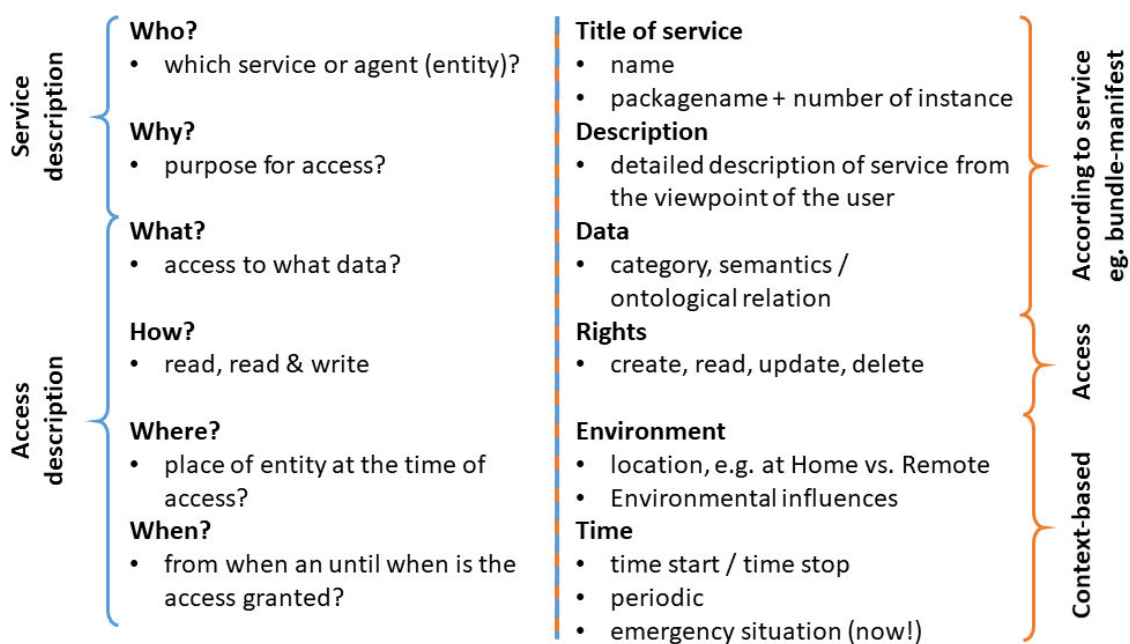 Service
description
Access
description
Who?
• which service or agent (entity)?
Why?
• purpose for access?
What?
• access to what data?
How?
• read, read & write
Where?
• place of entity at the time of
access?
When?
• from when an until when is the
access granted?
Title of service
• name
• packagename + number of instance
Description
• detailed description of service from
the viewpoint of the user
Data
• category, semantics /
ontological relation
Rights
• create, read, update, delete
Environment
• location, e.g. at Home vs. Remote
• Environmental influences
Time
• time start / time stop
• periodic
• emergency situation (now!)
According to service
eg. bundle-manifest
Access
Context-based